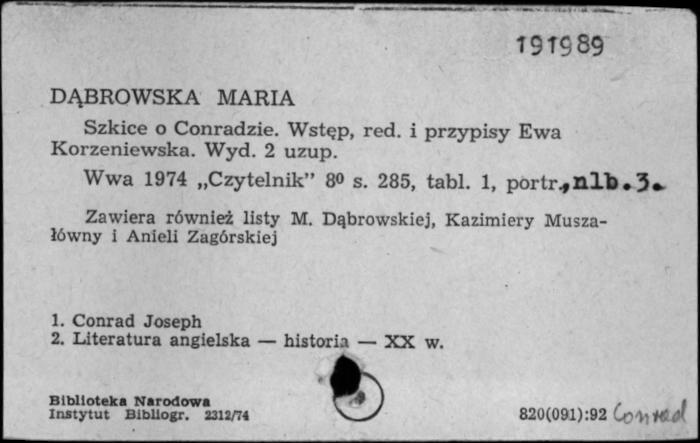 191989
DĄBROWSKA MARIA
Szkice o Conradzie. Wstęp, red. i przypisy Ewa
Korzeniewska. Wyd. 2 uzup.
Wwa 1974 „Czytelnik” 8⁰ s. 285, tabl. 1, portr., nlb.3.
Zawiera również listy M. Dąbrowskiej, Kazimiery Musza-
łówny i Anieli Zagórskiej
1. Conrad Joseph
2. Literatura angielska — historia — XX w.
Biblioteka Narodowa
Instytut Bibliogr. 2312/74
820(091):92 Conrad